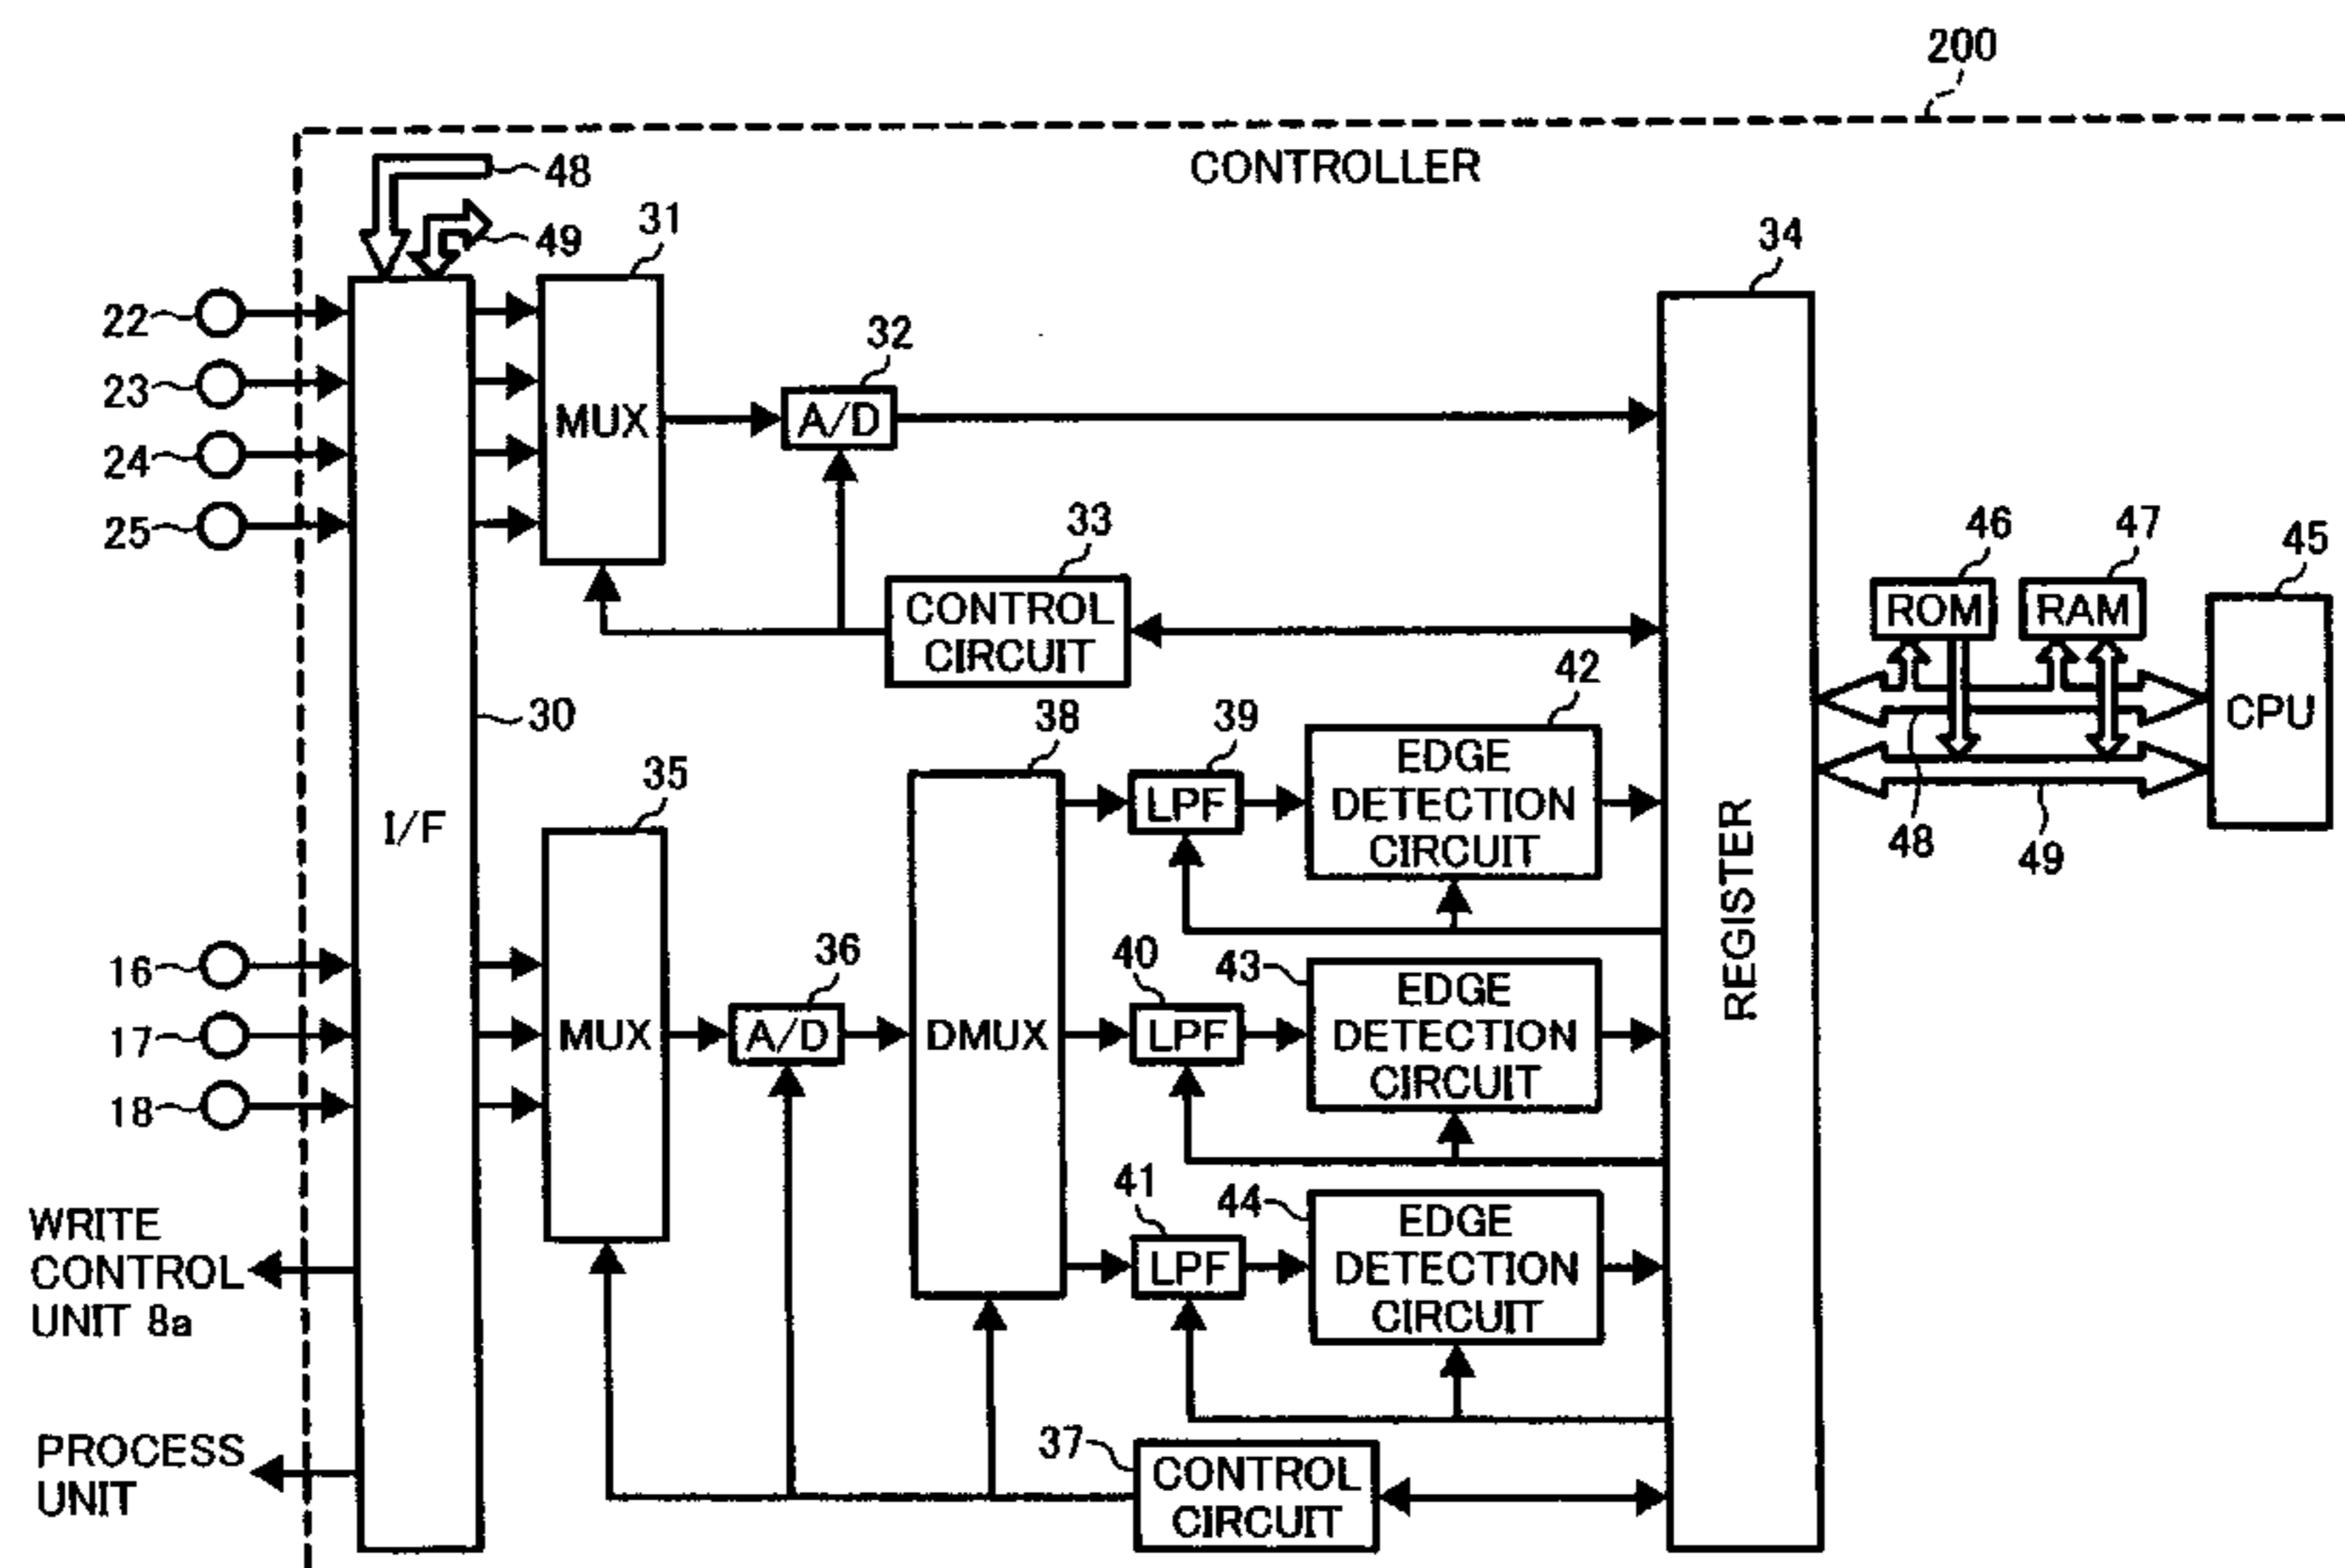 200
CONTROLLER
48
49
31
34
22
23
24
25
32
MUX
A/D
33
CONTROL
CIRCUIT
46
47
45
ROM
RAM
CPU
48
49
30
I/F
35
38
39
42
LPF
EDGE
DETECTION
CIRCUIT
REGISTER
16
17
18
MUX
36
A/D
DMUX
40
43
LPF
EDGE
DETECTION
CIRCUIT
41
44
LPF
EDGE
DETECTION
CIRCUIT
WRITE
CONTROL
UNIT 8a
PROCESS
UNIT
37
CONTROL
CIRCUIT